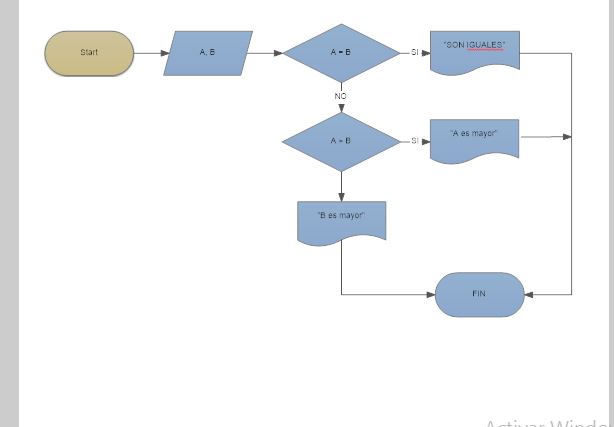 Start
A, B
A = B
SI
"SON IGUALES"
NO
A = B
SI
"A es mayor"
"B es mayor"
FIN
Activar Windo